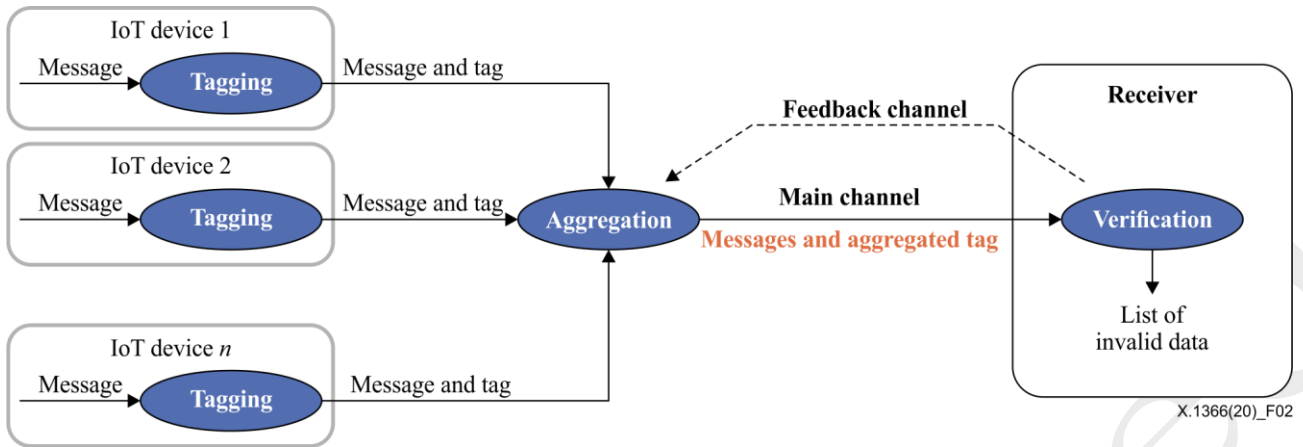 IoT device 1
Message
Tagging
Message and tag
IoT device 2
Message
Tagging
Message and tag
IoT device n
Message
Tagging
Message and tag
Aggregation
Feedback channel
Main channel
Messages and aggregated tag
Receiver
Verification
List of
invalid data
X.1366(20)_F02